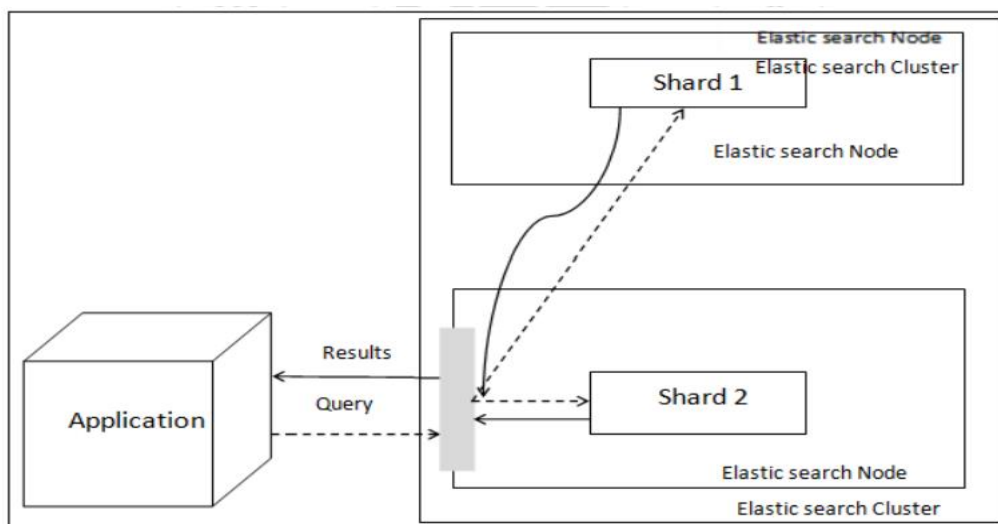 Elastic search Node
Elastic search Cluster
Shard 1
Elastic search Node
Results
Query
Application
Shard 2
Elastic search Node
Elastic search Cluster